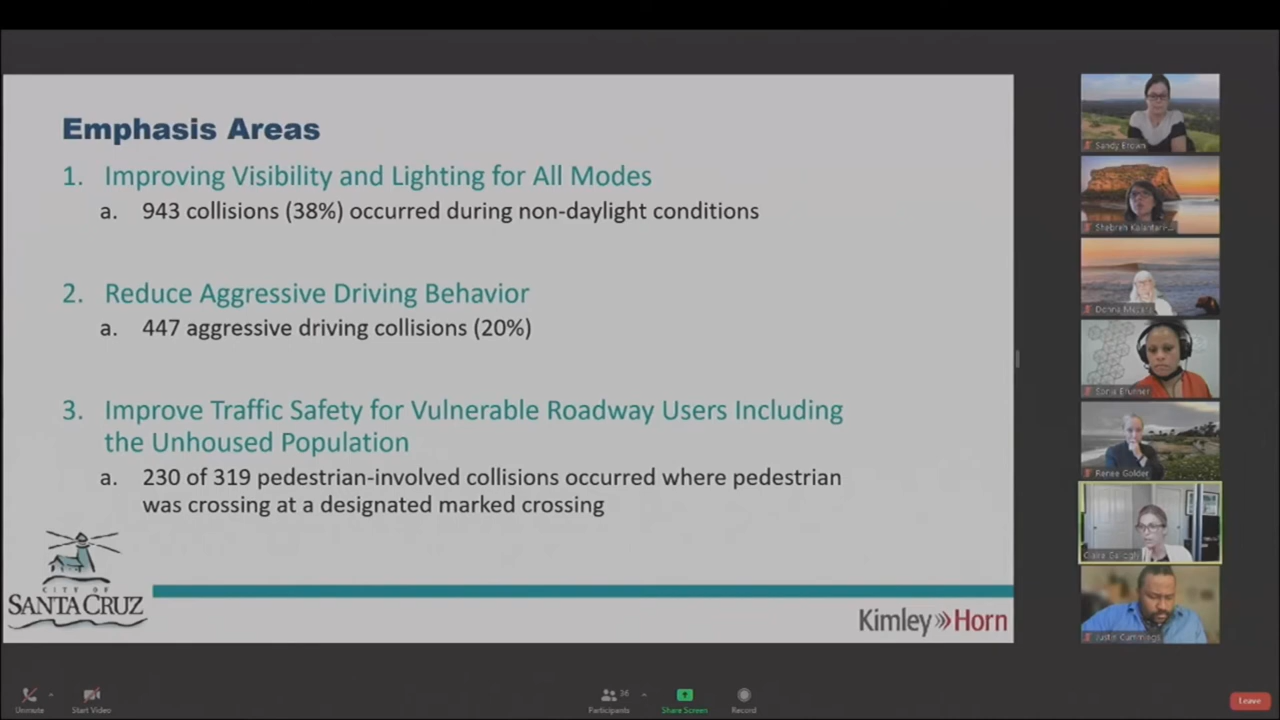 Emphasis Areas
1. Improving Visibility and Lighting for All Modes
a. 943 collisions (38%) occurred during non-daylight conditions
2. Reduce Aggressive Driving Behavior
a. 447 aggressive driving collisions (20%)
3. Improve Traffic Safety for Vulnerable Roadway Users Including
the Unhoused Population
a. 230 of 319 pedestrian-involved collisions occurred where pedestrian
was crossing at a designated marked crossing
CITY OF
SANTA CRUZ
Kimley»Horn
Sandy Brown
Shebreh
Donna
Sonja Brunner
Renee Golder
Claire
Justin Cummings
Unmute
Start Video
Participants
36
Share Screen
Record
Leave